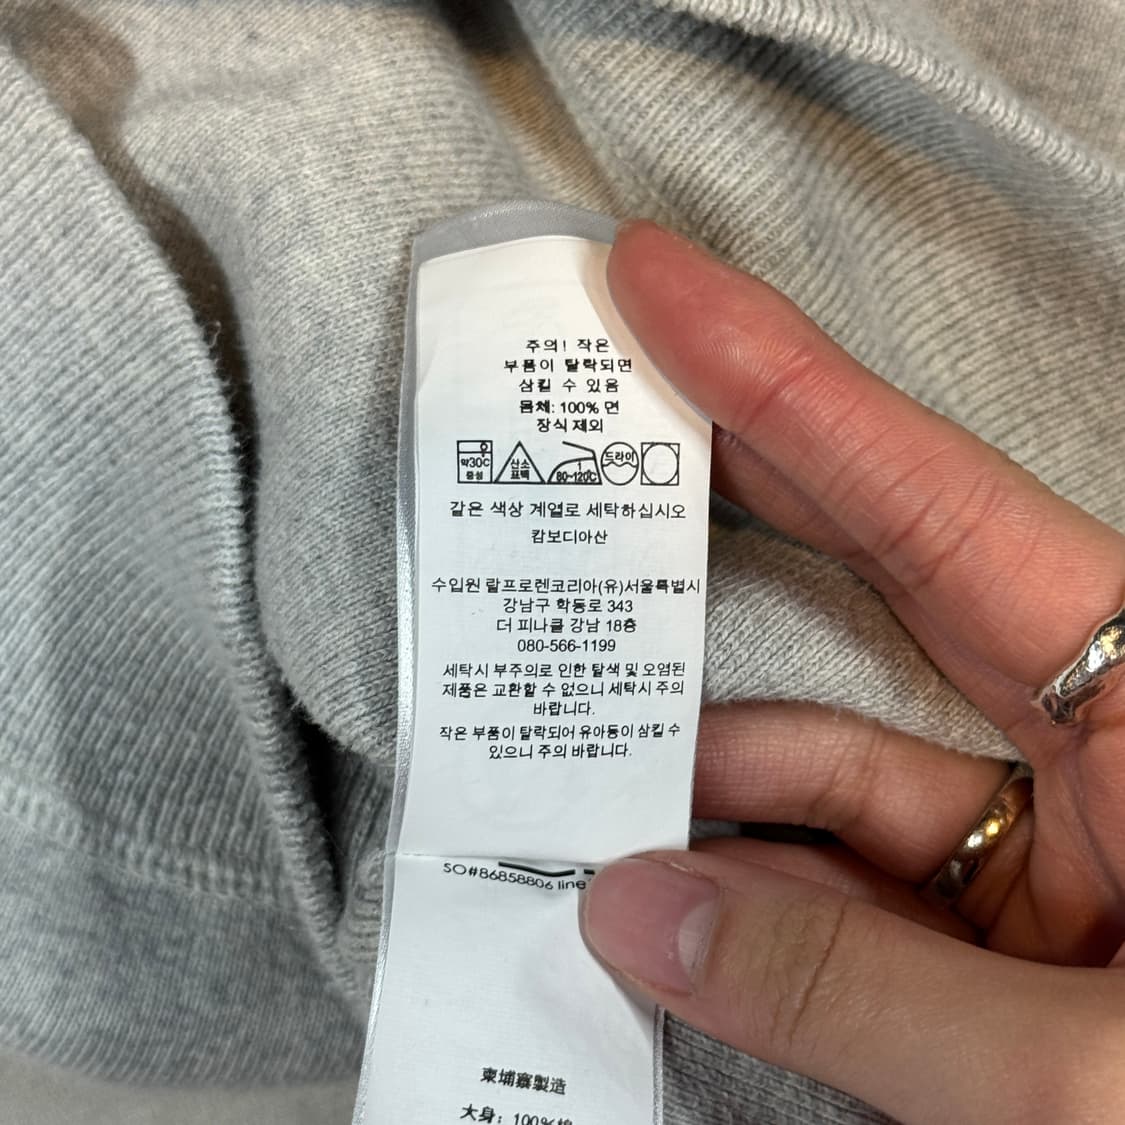 주의! 작은
부품이 탈락되면
삼킬 수 있음
몸체: 100% 면
장식 제외
약30C
중성
산소
표백
1
80~120C
드라이
같은 색상 계열로 세탁하십시오
캄보디아산
수입원 랄프로렌코리아(유)서울특별시
강남구 학동로 343
더 피나클 강남 18층
080-566-1199
세탁시 부주의로 인한 탈색 및 오염된
제품은 교환할 수 없으니 세탁시 주의
바랍니다.
작은 부품이 탈락되어 유아등이 삼킬 수
있으니 주의 바랍니다.
SO#86858806 line
柬埔寨製造
大身: 100% 棉